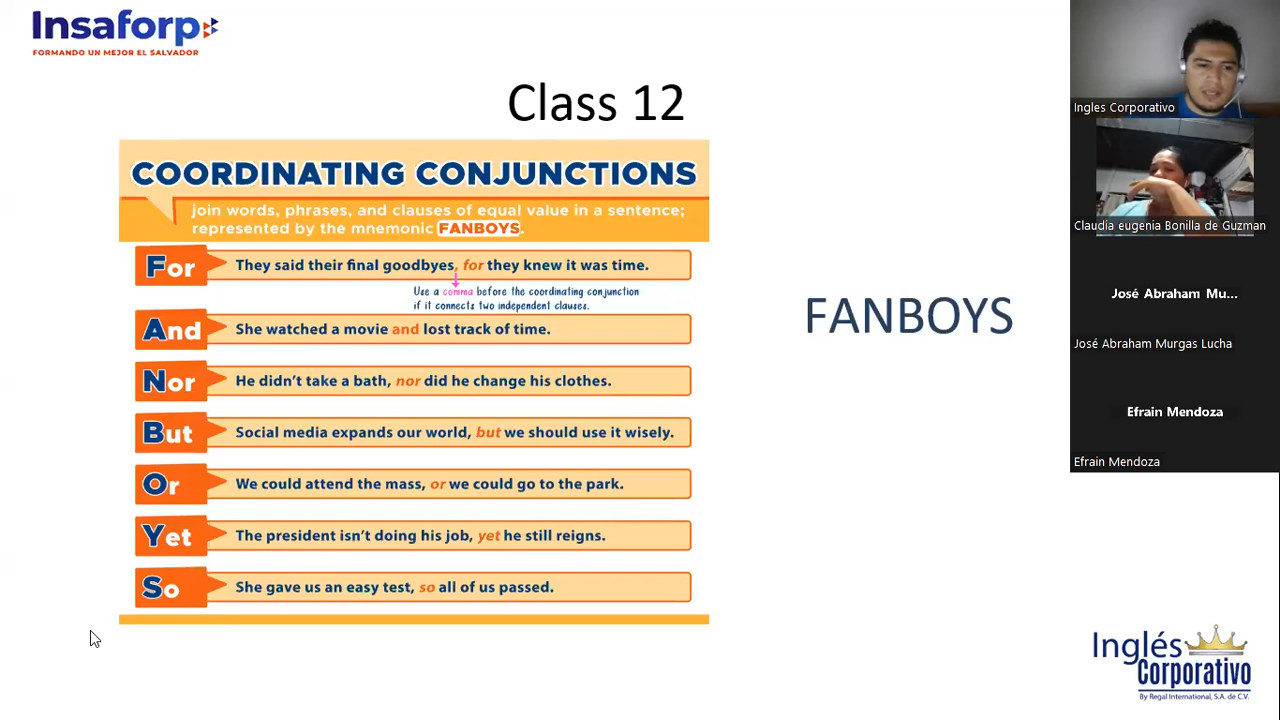 Insaforp
FORMANDO UN MEJOR EL SALVADOR
Class 12
COORDINATING CONJUNCTIONS
join words, phrases, and clauses of equal value in a sentence;
represented by the mnemonic FANBOYS.
For They said their final goodbyes, for they knew it was time.
Use a comma before the coordinating conjunction
if it connects two independent clauses.
And She watched a movie and lost track of time.
Nor He didn't take a bath, nor did he change his clothes.
But Social media expands our world, but we should use it wisely.
Or We could attend the mass, or we could go to the park.
Yet The president isn't doing his job, yet he still reigns.
So She gave us an easy test, so all of us passed.
FANBOYS
Ingles Corporativo
Claudia eugenia Bonilla de Guzman
José Abraham Mu...
José Abraham Murgas Lucha
Efrain Mendoza
Efrain Mendoza
Inglés
Corporativo
By Regal International, S.A. de C.V.